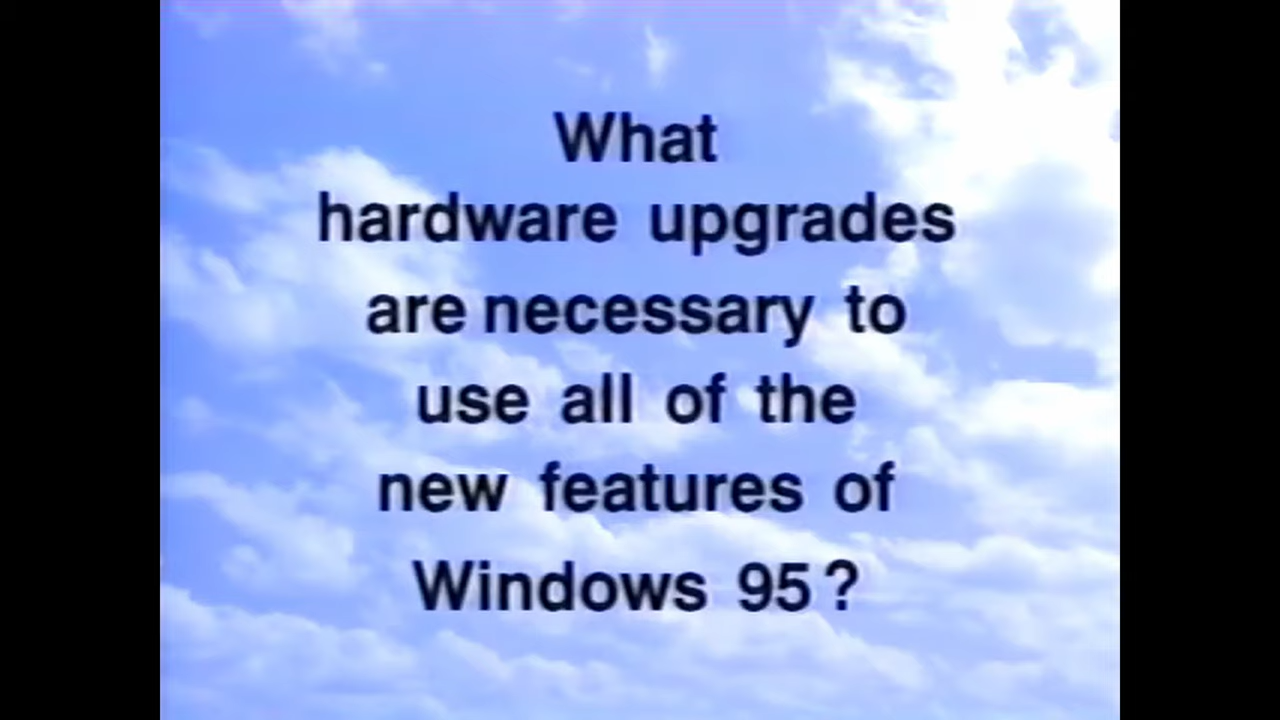 What
hardware upgrades
are necessary to
use all of the
new features of
Windows 95?